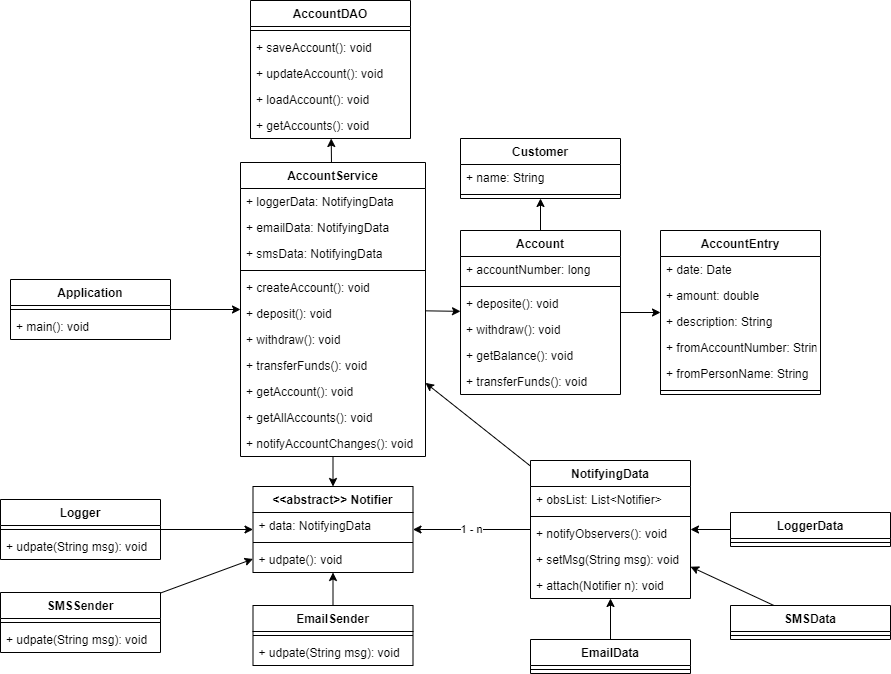 AccountDAO
+ saveAccount(): void
+ updateAccount(): void
+ loadAccount(): void
+ getAccounts(): void
AccountService
+ loggerData: NotifyingData
+ emailData: NotifyingData
+ smsData: NotifyingData
+ createAccount(): void
+ deposit(): void
+ withdraw(): void
+ transferFunds(): void
+ getAccount(): void
+ getAllAccounts(): void
+ notifyAccountChanges(): void
Customer
+ name: String
Account
+ accountNumber: long
+ deposite(): void
+ withdraw(): void
+ getBalance(): void
+ transferFunds(): void
AccountEntry
+ date: Date
+ amount: double
+ description: String
+ fromAccountNumber: Strin
+ fromPersonName: String
Application
+ main(): void
<<abstract>> Notifier
+ data: NotifyingData
+ udpate(): void
1 - n
NotifyingData
+ obsList: List<Notifier>
+ notifyObservers(): void
+ setMsg(String msg): void
+ attach(Notifier n): void
Logger
+ udpate(String msg): void
SMSSender
+ udpate(String msg): void
EmailSender
+ udpate(String msg): void
LoggerData
SMSData
EmailData